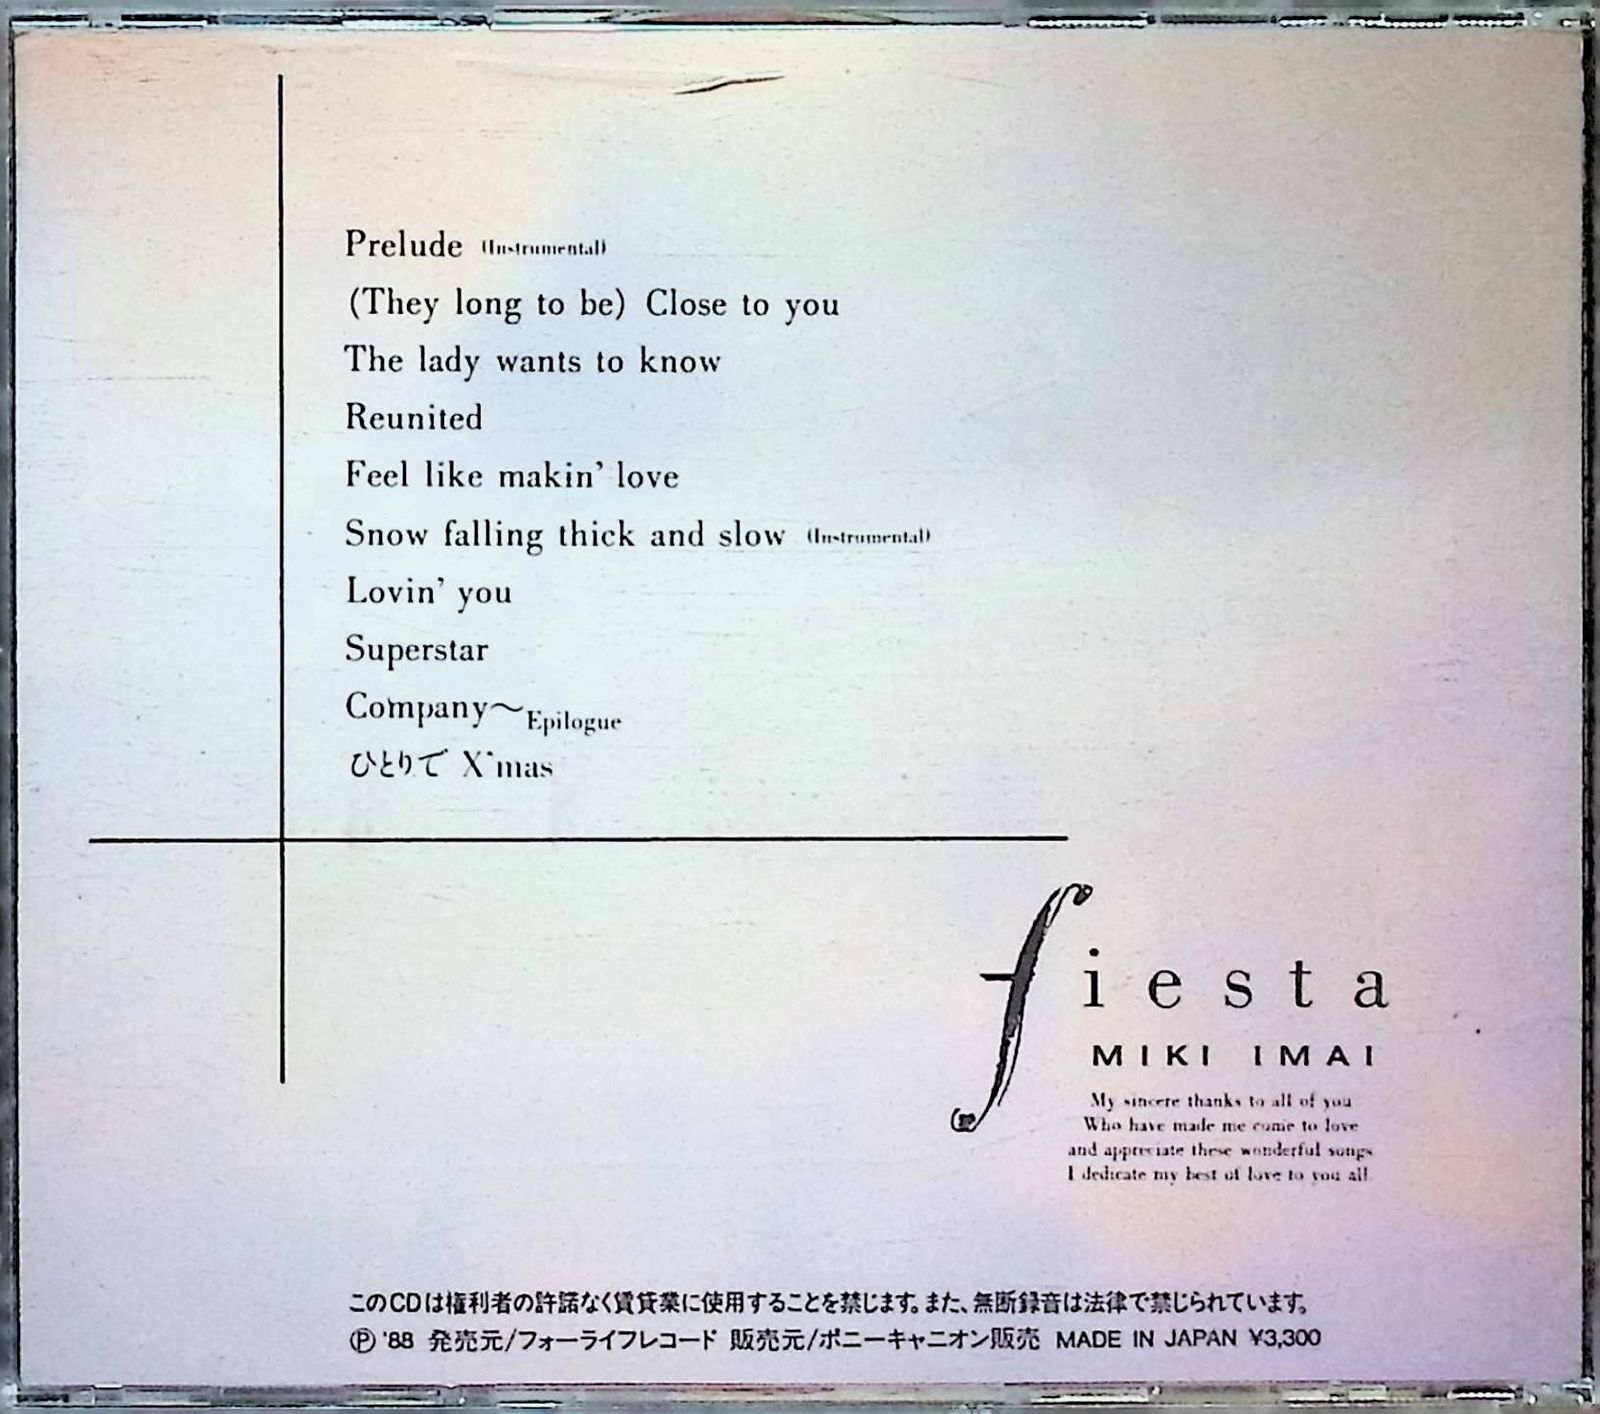 Prelude (Instrumental)
(They long to be) Close to you
The lady wants to know
Reunited
Feel like makin' love
Snow falling thick and slow (Instrumental)
Lovin' you
Superstar
Company〜Epilogue
ひとりで X'mas
fiesta
MIKI IMAI
My sincere thanks to all of you
Who have made me come to love
and appreciate these wonderful songs
I dedicate my best of love to you all.
このCDは権利者の許諾なく賃貸業に使用することを禁じます。また、無断録音は法律で禁じられています。
Ⓟ '88 発売元/フォーライフレコード 販売元/ポニーキャニオン販売 MADE IN JAPAN ¥3,300